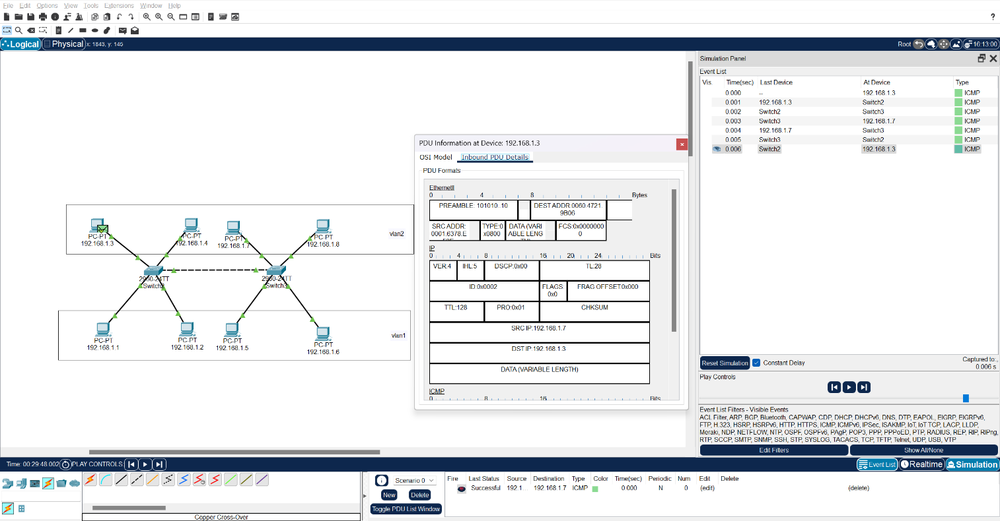 File Edit Options View Tools Extensions Window Help
?
Logical Physical x: 1843, y: 145 Root 16:13:00
Simulation Panel
Event List
Vis. Time(sec) Last Device At Device Type
0.000 -- 192.168.1.3 ICMP
0.001 192.168.1.3 Switch2 ICMP
0.002 Switch2 Switch3 ICMP
0.003 Switch3 192.168.1.7 ICMP
0.004 192.168.1.7 Switch3 ICMP
0.005 Switch3 Switch2 ICMP
0.006 Switch2 192.168.1.3 ICMP
PDU Information at Device: 192.168.1.3
OSI Model Inbound PDU Details
PDU Formats
EthernetII
0 4 8 Bytes
PREAMBLE: 101010..10 DEST ADDR:0060.4721.
9B06
SRC ADDR: TYPE:0 DATA (VARI FCS:0x0000000
0001.6378.E x0800 ABLE LENG 0
IP
0 4 8 16 20 24 Bits
VER:4 IHL:5 DSCP:0x00 TL:28
ID:0x0002 FLAGS: FRAG OFFSET:0x000
0x0
TTL:128 PRO:0x01 CHKSUM
SRC IP:192.168.1.7
DST IP:192.168.1.3
DATA (VARIABLE LENGTH)
ICMP
0 8 16 Bits
PC-PT
192.168.1.3
PC-PT
192.168.1.4
PC-PT
192.168.1.7
PC-PT
192.168.1.8
vlan2
2960-24TT
Switch2
2960-24TT
Switch3
PC-PT
192.168.1.1
PC-PT
192.168.1.2
PC-PT
192.168.1.5
PC-PT
192.168.1.6
vlan1
Reset Simulation Constant Delay Captured to:
0.006 s
Play Controls
Event List Filters - Visible Events
ACL Filter, ARP, BGP, Bluetooth, CAPWAP, CDP, DHCP, DHCPv6, DNS, DTP, EAPOL, EIGRP, EIGRPv6,
FTP, H.323, HSRP, HSRPv6, HTTP, HTTPS, ICMP, ICMPv6, IPSec, ISAKMP, IoT, IoT TCP, LACP, LLDP,
Meraki, NDP, NETFLOW, NTP, OSPF, OSPFv6, PAgP, POP3, PPP, PPPoED, PTP, RADIUS, REP, RIP, RIPng,
RTP, SCCP, SMTP, SNMP, SSH, STP, SYSLOG, TACACS, TCP, TFTP, Telnet, UDP, USB, VTP
Edit Filters Show All/None
Time: 00:29:48.002 PLAY CONTROLS: Event List Realtime Simulation
Scenario 0
New Delete
Toggle PDU List Window
Fire Last Status Source Destination Type Color Time(sec) Periodic Num Edit Delete
Successful 192.1... 192.168.1.7 ICMP 0.000 N 0 (edit) (delete)
Copper Cross-Over